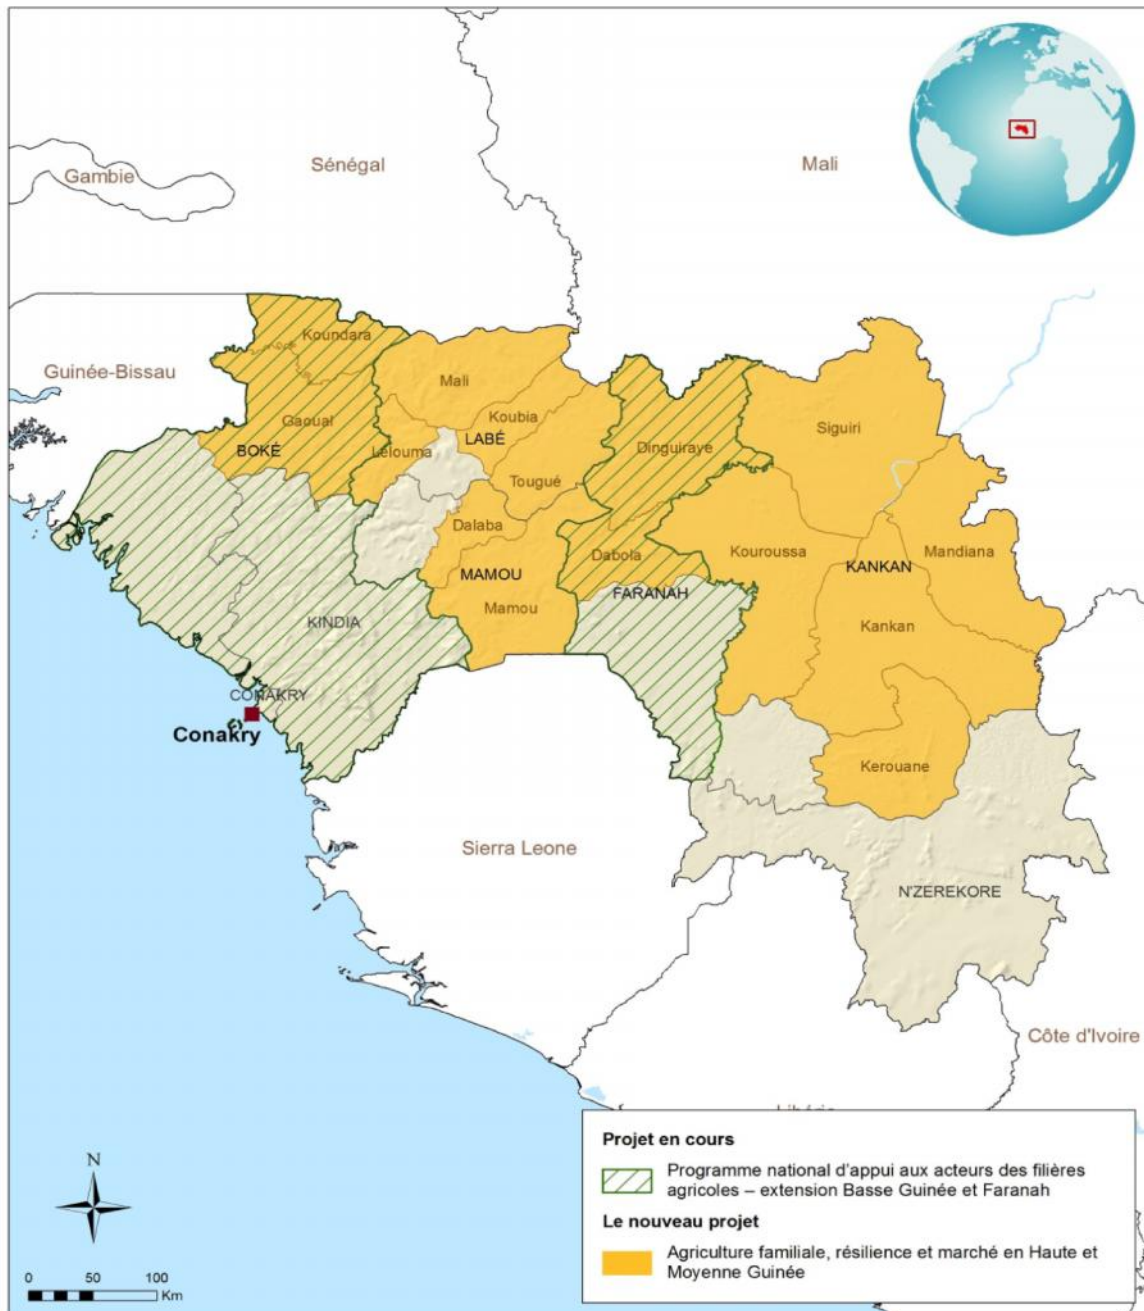 Sénégal
Mali
Gambie
Guinée-Bissau
Koundara
Mali
Gaoual
Koubia
Siguiri
BOKÉ
LABÉ
Lélouma
Dinguiraye
Tougué
Dalaba
Dabola
Kouroussa
Mandiana
MAMOU
KANKAN
FARANAH
Mamou
KINDIA
Kankan
CONAKRY
Conakry
Kerouane
Sierra Leone
N'ZEREKORE
Côte d'Ivoire
Projet en cours
Programme national d'appui aux acteurs des filières
agricoles – extension Basse Guinée et Faranah
Le nouveau projet
Agriculture familiale, résilience et marché en Haute et
Moyenne Guinée
N
0 50 100
Km